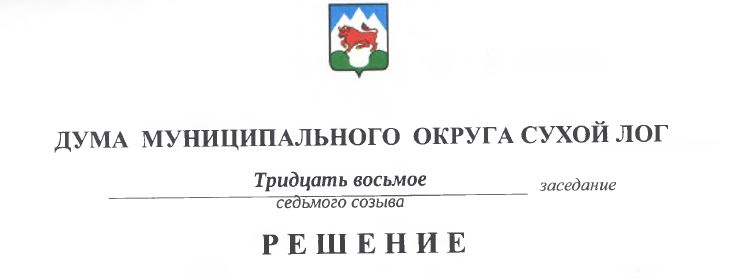 ДУМА МУНИЦИПАЛЬНОГО ОКРУГА СУХОЙ ЛОГ
Тридцать восьмое заседание
седьмого созыва
РЕШЕНИЕ